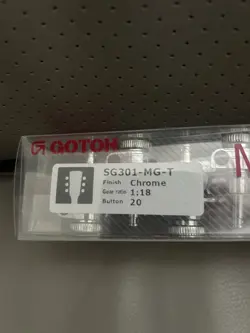 GOTOH
M
SG301-MG-T
Finish Chrome
Gear ratio 1:18
Button 20